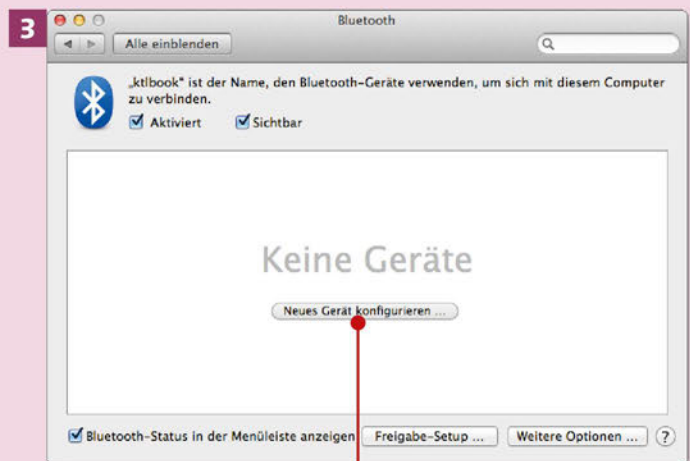 3
Bluetooth
Alle einblenden
„ktlbook“ ist der Name, den Bluetooth-Geräte verwenden, um sich mit diesem Computer
zu verbinden.
Aktiviert Sichtbar
Keine Geräte
Neues Gerät konfigurieren ...
Bluetooth-Status in der Menüleiste anzeigen Freigabe-Setup ... Weitere Optionen ... ?